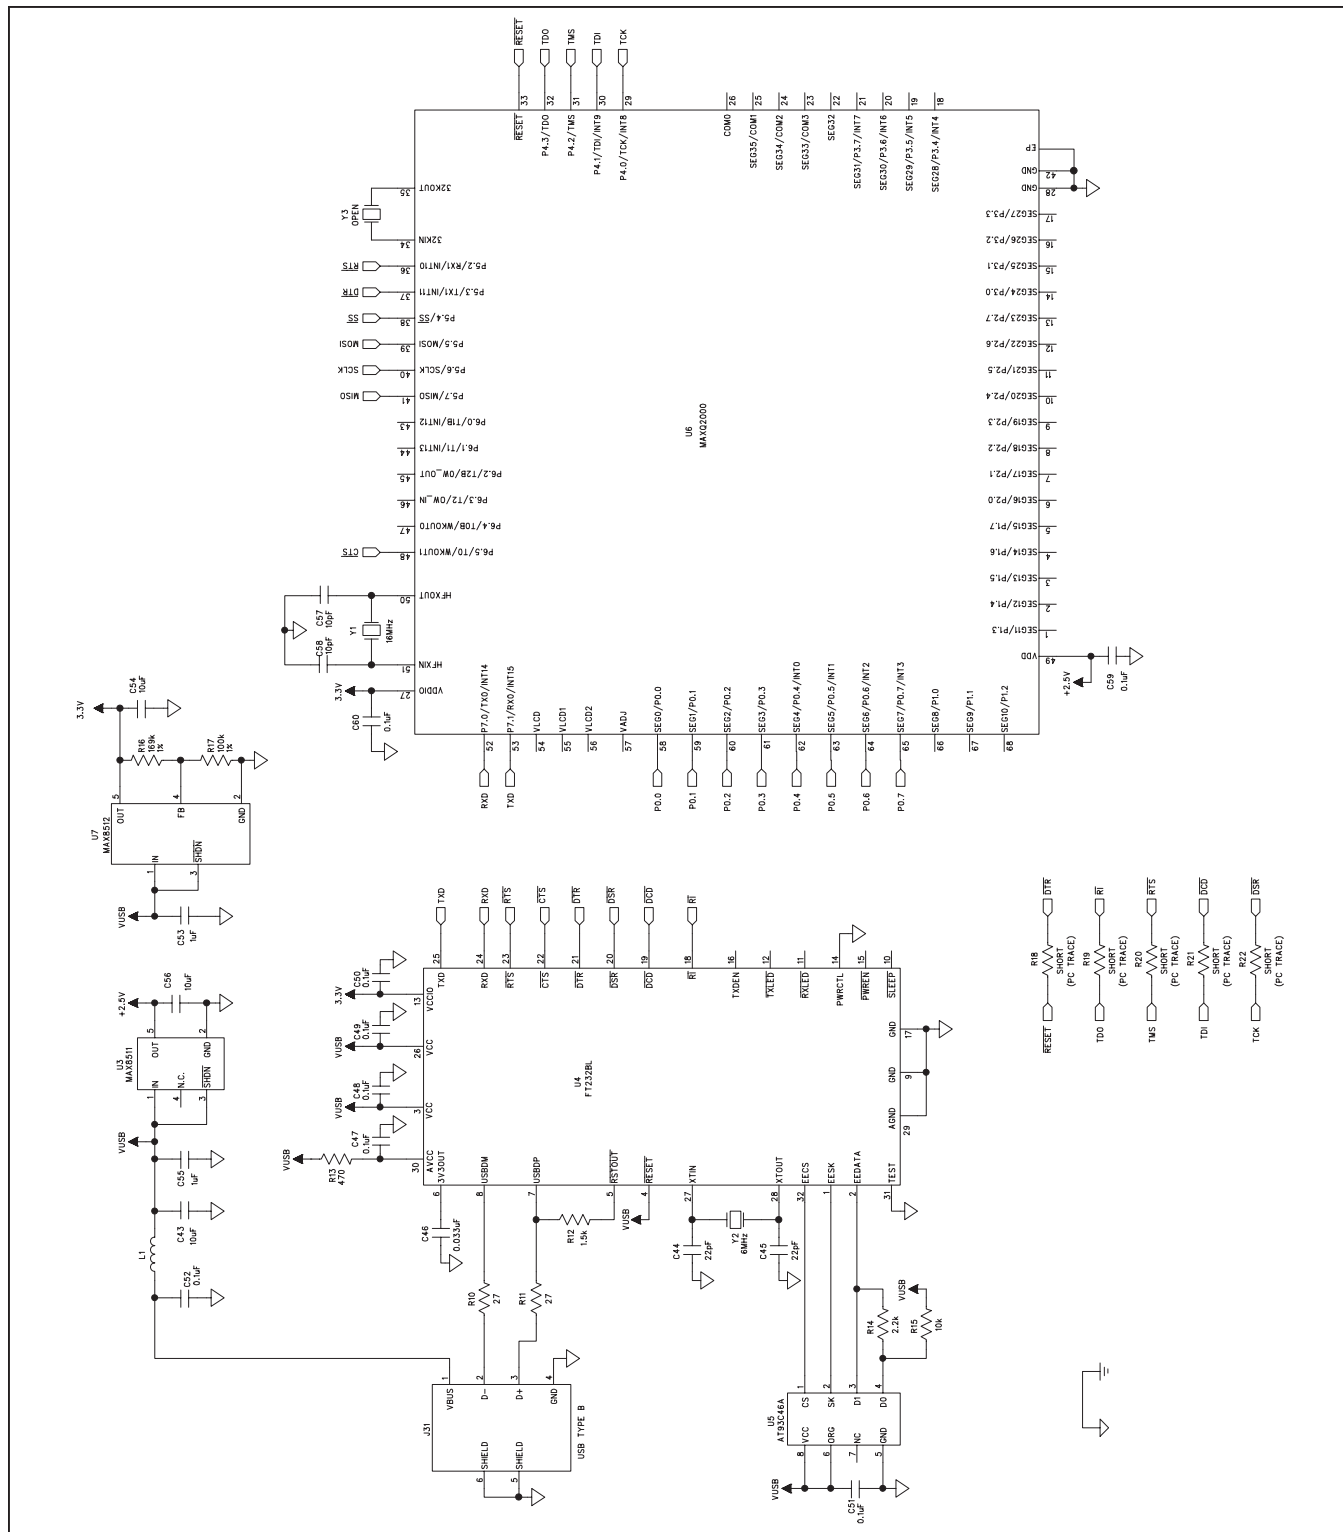 RESET
TDO
TMS
TDI
TCK
33
32
31
30
29
RESET
P4.3/TDO
P4.2/TMS
P4.1/TDI/INT9
P4.0/TCK/INT8
26
25
24
23
22
21
20
19
18
COM0
SEG35/COM1
SEG34/COM2
SEG33/COM3
SEG32
SEG31/P3.7/INT7
SEG30/P3.6/INT6
SEG29/P3.5/INT5
SEG28/P3.4/INT4
EP
GND
42
GND
28
SEG27/P3.3
17
SEG26/P3.2
16
SEG25/P3.1
15
SEG24/P3.0
14
SEG23/P2.7
13
SEG22/P2.6
12
SEG21/P2.5
11
SEG20/P2.4
10
SEG19/P2.3
9
SEG18/P2.2
8
SEG17/P2.1
7
SEG16/P2.0
6
SEG15/P1.7
5
SEG14/P1.6
4
SEG13/P1.5
3
SEG12/P1.4
2
SEG11/P1.3
1
VDD
49
+2.5V
C59
0.1uF
Y3
OPEN
35
32KOUT
34
32KIN
RTS
36
P5.2/RX1/INT10
DTR
37
P5.3/TX1/INT11
SS
38
P5.4/SS
MOSI
39
P5.5/MOSI
SCLK
40
P5.6/SCLK
MISO
41
P5.7/MISO
43
P6.0/T1B/INT12
44
P6.1/T1/INT13
45
P6.2/T2B/OW_OUT
46
P6.3/T2/OW_IN
47
P6.4/T0B/WKOUT0
CTS
48
P6.5/T0/WKOUT1
50
HFXOUT
51
HFXIN
C57
10pF
C58
10pF
Y1
16MHz
3.3V
27
VDDIO
C60
0.1uF
U6
MAXQ2000
P7.0/TX0/INT14
P7.1/RX0/INT15
VLCD
VLCD1
VLCD2
VADJ
SEG0/P0.0
SEG1/P0.1
SEG2/P0.2
SEG3/P0.3
SEG4/P0.4/INT0
SEG5/P0.5/INT1
SEG6/P0.6/INT2
SEG7/P0.7/INT3
SEG8/P1.0
SEG9/P1.1
SEG10/P1.2
52
53
54
55
56
57
58
59
60
61
62
63
64
65
66
67
68
RXD
TXD
P0.0
P0.1
P0.2
P0.3
P0.4
P0.5
P0.6
P0.7
3.3V
C54
10uF
R16
169k
1%
R17
100k
1%
5
4
2
OUT
FB
GND
U7
MAX8512
IN
SHDN
1
3
VUSB
C53
1uF
+2.5V
C56
10uF
5
2
OUT
GND
U3
MAX8511
IN
N.C.
SHDN
1
4
3
VUSB
C55
1uF
C43
10uF
L1
C52
0.1uF
TXD
RXD
RTS
CTS
DTR
DSR
DCD
RI
25
24
23
22
21
20
19
18
16
12
11
14
15
10
TXD
RXD
RTS
CTS
DTR
DSR
DCD
RI
TXDEN
TXLED
RXLED
PWRCTL
PWREN
SLEEP
3.3V
C50
0.1uF
13
VCCIO
VUSB
C49
0.1uF
26
VCC
VUSB
C48
0.1uF
3
VCC
VUSB
R13
470
C47
0.1uF
30
AVCC
U4
FT232BL
GND
17
GND
9
AGND
29
3V3OUT
USBDM
USBDP
RSTOUT
RESET
XTIN
XTOUT
EECS
EESK
EEDATA
TEST
6
8
7
5
4
27
28
32
1
2
31
C46
0.033uF
R12
1.5k
VUSB
C44
22pF
Y2
6MHz
C45
22pF
R10
27
R11
27
R14
2.2k
R15
10k
VUSB
1
2
3
4
VBUS
D-
D+
GND
J31
SHIELD
SHIELD
6
5
USB TYPE B
1
2
3
4
CS
SK
D1
D0
U5
AT93C46A
VCC
ORG
NC
GND
8
6
7
5
VUSB
C51
0.1uF
DTR
RI
RTS
DCD
DSR
R18
SHORT
(PC TRACE)
R19
SHORT
(PC TRACE)
R20
SHORT
(PC TRACE)
R21
SHORT
(PC TRACE)
R22
SHORT
(PC TRACE)
RESET
TDO
TMS
TDI
TCK